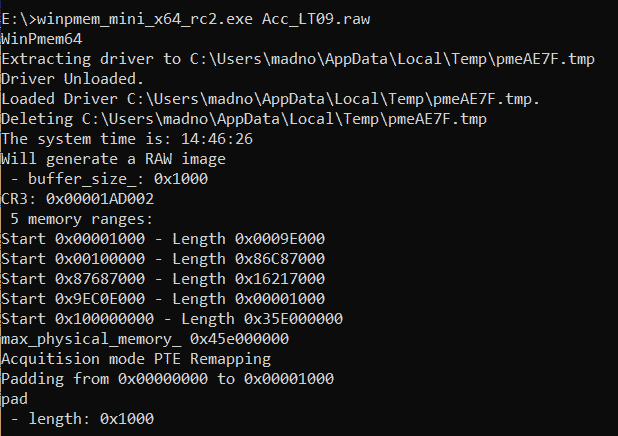 E:\>winpmem_mini_x64_rc2.exe Acc_LT09.raw
WinPmem64
Extracting driver to C:\Users\madno\AppData\Local\Temp\pmeAE7F.tmp
Driver Unloaded.
Loaded Driver C:\Users\madno\AppData\Local\Temp\pmeAE7F.tmp.
Deleting C:\Users\madno\AppData\Local\Temp\pmeAE7F.tmp
The system time is: 14:46:26
Will generate a RAW image
 - buffer_size_: 0x1000
CR3: 0x00001AD002
 5 memory ranges:
Start 0x00001000 - Length 0x0009E000
Start 0x00100000 - Length 0x86C87000
Start 0x87687000 - Length 0x16217000
Start 0x9EC0E000 - Length 0x00001000
Start 0x100000000 - Length 0x35E000000
max_physical_memory_ 0x45e000000
Acquitision mode PTE Remapping
Padding from 0x00000000 to 0x00001000
pad
 - length: 0x1000